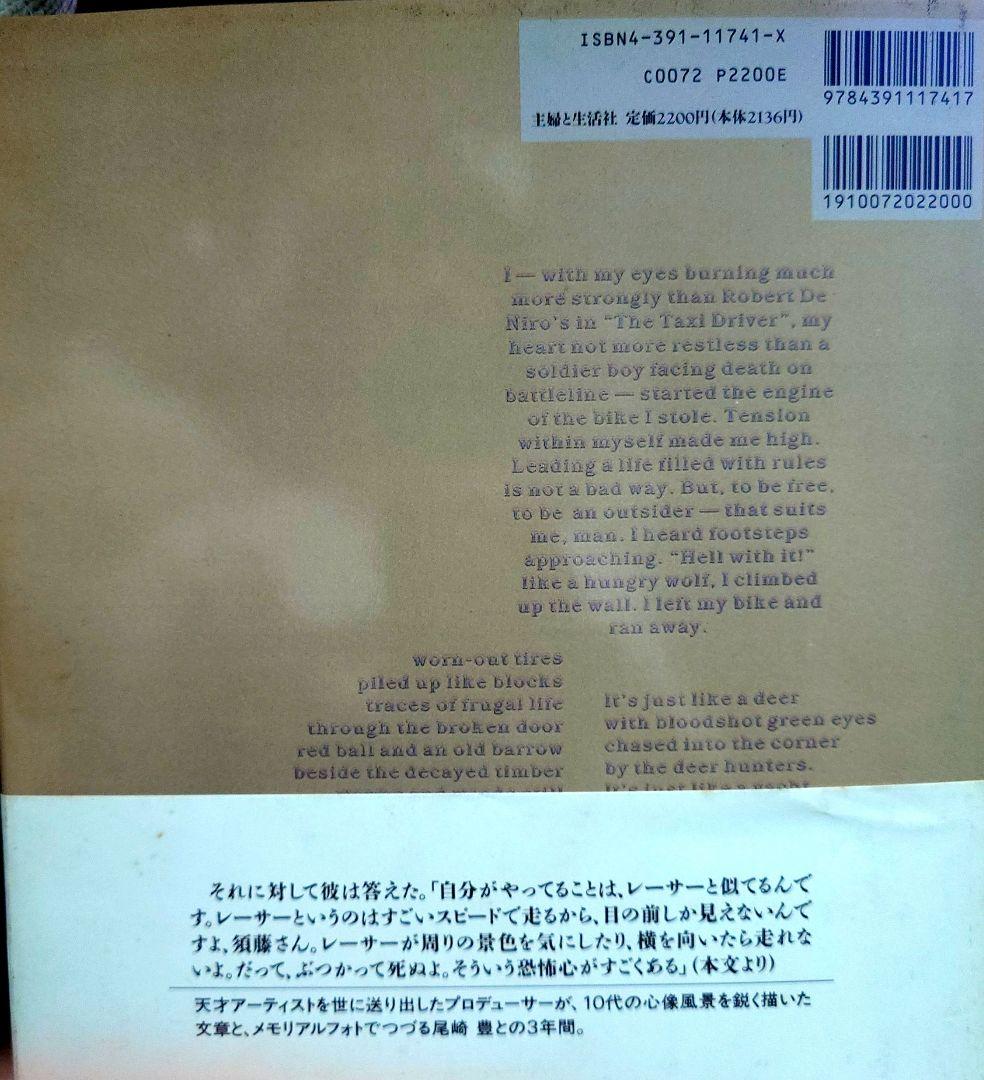 ISBN4-391-11741-X
C0072 P2200E
主婦と生活社 定価2200円(本体2136円)
9784391117417
1910072022000
I — with my eyes burning much
more strongly than Robert De
Niro's in “The Taxi Driver”, my
heart not more restless than a
soldier boy facing death on
battleline — started the engine
of the bike I stole. Tension
within myself made me high.
Leading a life filled with rules
is not a bad way. But, to be free,
to be an outsider — that suits
me, man. I heard footsteps
approaching. “Hell with it!”
like a hungry wolf, I climbed
up the wall. I left my bike and
ran away.
worn-out tires
piled up like blocks
traces of frugal life
through the broken door
red ball and an old barrow
beside the decayed timber
It's just like a deer
with bloodshot green eyes
chased into the corner
by the deer hunters.
It's just like a yacht
それに対して彼は答えた。「自分がやってることは、レーサーと似てるんで
す。レーサーというのはすごいスピードで走るから、目の前しか見えないんで
すよ、須藤さん。レーサーが周りの景色を気にしたり、横を向いたら走れな
いよ。だって、ぶつかって死ぬよ。そういう恐怖心がすごくある」(本文より)
天才アーティストを世に送り出したプロデューサーが、10代の心像風景を鋭く描いた
文章と、メモリアルフォトでつづる尾崎 豊との3年間。